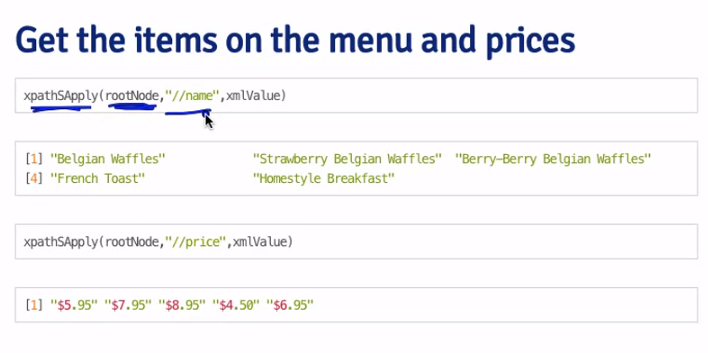 Get the items on the menu and prices
xpathSApply(rootNode,"//name",xmlValue)
[1] "Belgian Waffles" "Strawberry Belgian Waffles" "Berry-Berry Belgian Waffles"
[4] "French Toast" "Homestyle Breakfast"
xpathSApply(rootNode,"//price",xmlValue)
[1] "$5.95" "$7.95" "$8.95" "$4.50" "$6.95"